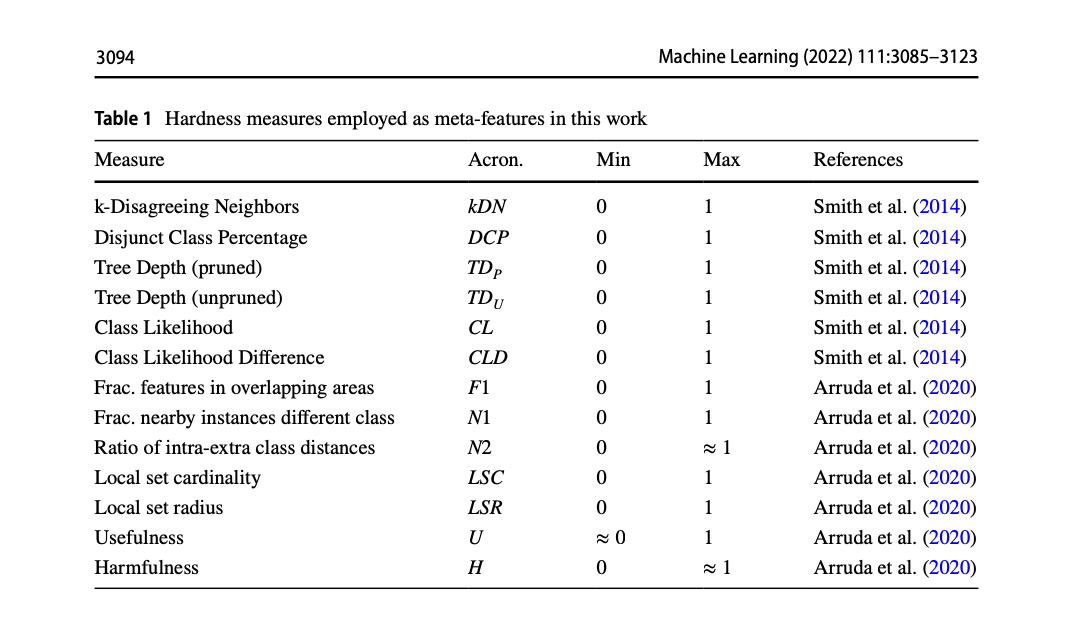 3094 Machine Learning (2022) 111:3085–3123
Table 1 Hardness measures employed as meta-features in this work
Measure Acron. Min Max References
k-Disagreeing Neighbors kDN 0 1 Smith et al. (2014)
Disjunct Class Percentage DCP 0 1 Smith et al. (2014)
Tree Depth (pruned) TDP 0 1 Smith et al. (2014)
Tree Depth (unpruned) TDU 0 1 Smith et al. (2014)
Class Likelihood CL 0 1 Smith et al. (2014)
Class Likelihood Difference CLD 0 1 Smith et al. (2014)
Frac. features in overlapping areas F1 0 1 Arruda et al. (2020)
Frac. nearby instances different class N1 0 1 Arruda et al. (2020)
Ratio of intra-extra class distances N2 0 ≈ 1 Arruda et al. (2020)
Local set cardinality LSC 0 1 Arruda et al. (2020)
Local set radius LSR 0 1 Arruda et al. (2020)
Usefulness U ≈ 0 1 Arruda et al. (2020)
Harmfulness H 0 ≈ 1 Arruda et al. (2020)